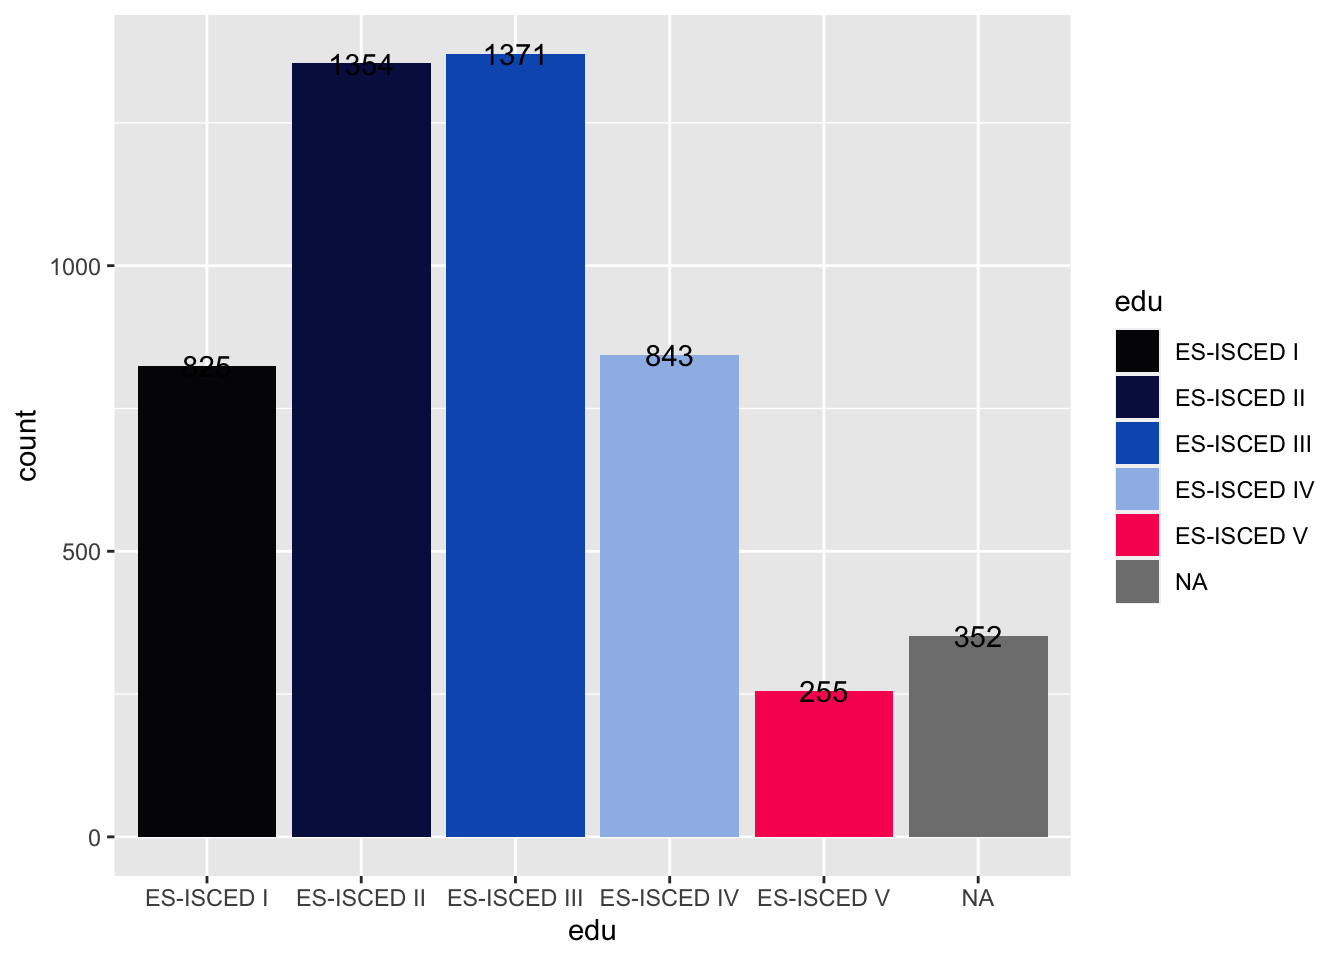 1354
1371
825
843
255
352
1000
500
0
count
ES-ISCED I
ES-ISCED II
ES-ISCED III
ES-ISCED IV
ES-ISCED V
NA
edu
edu
ES-ISCED I
ES-ISCED II
ES-ISCED III
ES-ISCED IV
ES-ISCED V
NA